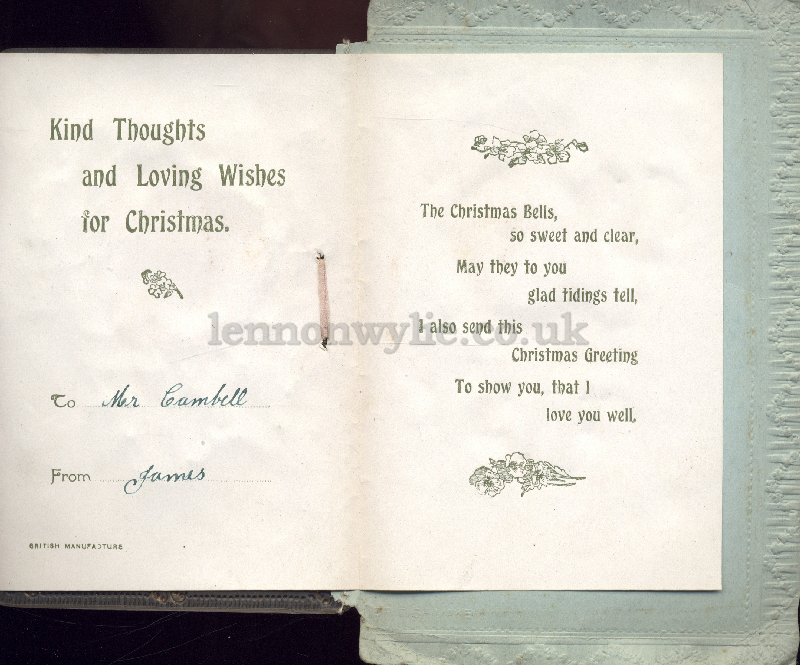 Kind Thoughts
and Loving Wishes
for Christmas.
To Mr Cambell
From James
BRITISH MANUFACTURE
The Christmas Bells,
so sweet and clear,
May they to you
glad tidings tell,
I also send this
Christmas Greeting
To show you, that I
love you well,
lennonwylie.co.uk